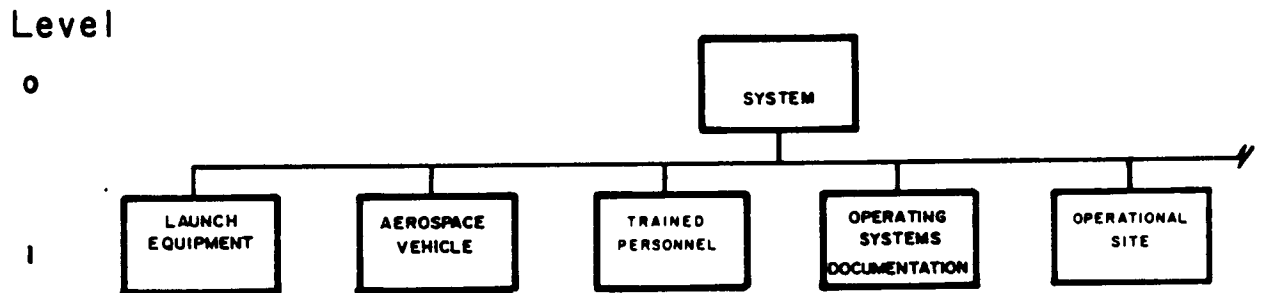 Level
0
SYSTEM
LAUNCH
EQUIPMENT
AEROSPACE
VEHICLE
TRAINED
PERSONNEL
OPERATING
SYSTEMS
DOCUMENTATION
OPERATIONAL
SITE
1